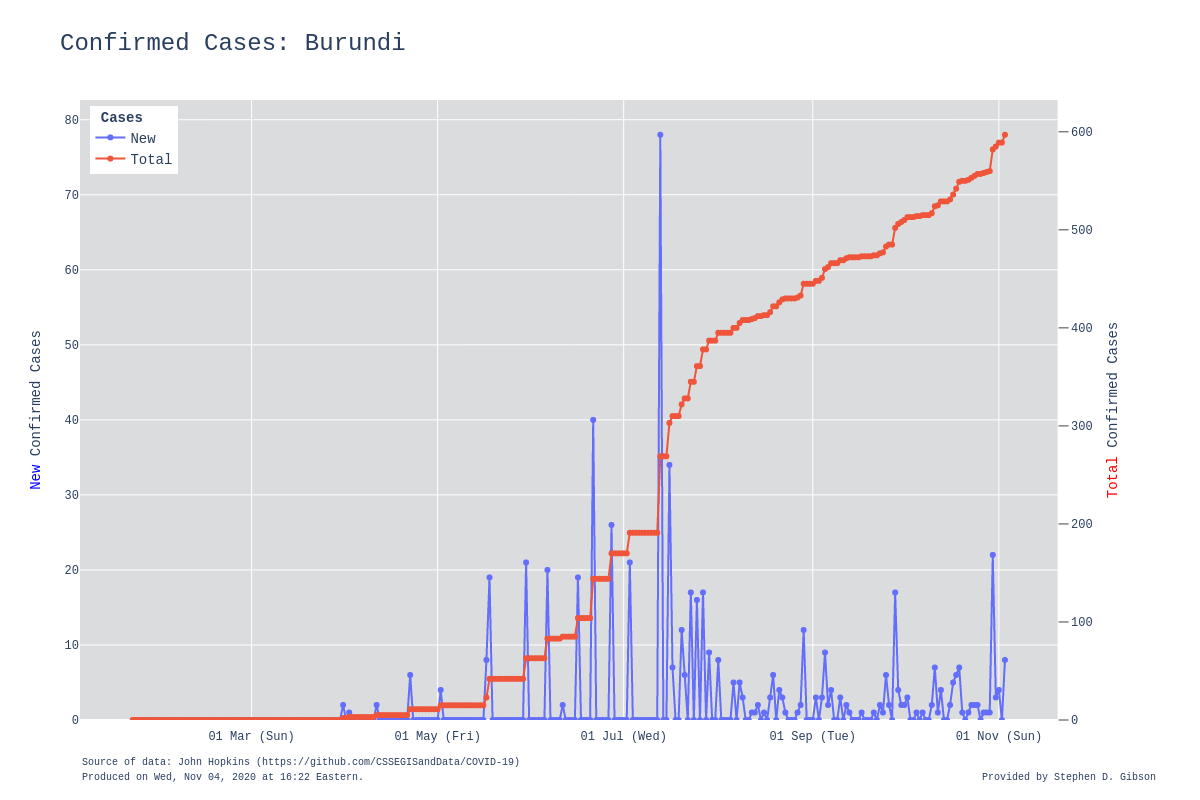 Confirmed Cases: Burundi
Cases
New
Total
80
70
60
50
40
30
20
10
0
600
500
400
300
200
100
0
New Confirmed Cases
Total Confirmed Cases
01 Mar (Sun)
01 May (Fri)
01 Jul (Wed)
01 Sep (Tue)
01 Nov (Sun)
Source of data: John Hopkins (https://github.com/CSSEGISandData/COVID-19)
Produced on Wed, Nov 04, 2020 at 16:22 Eastern.
Provided by Stephen D. Gibson